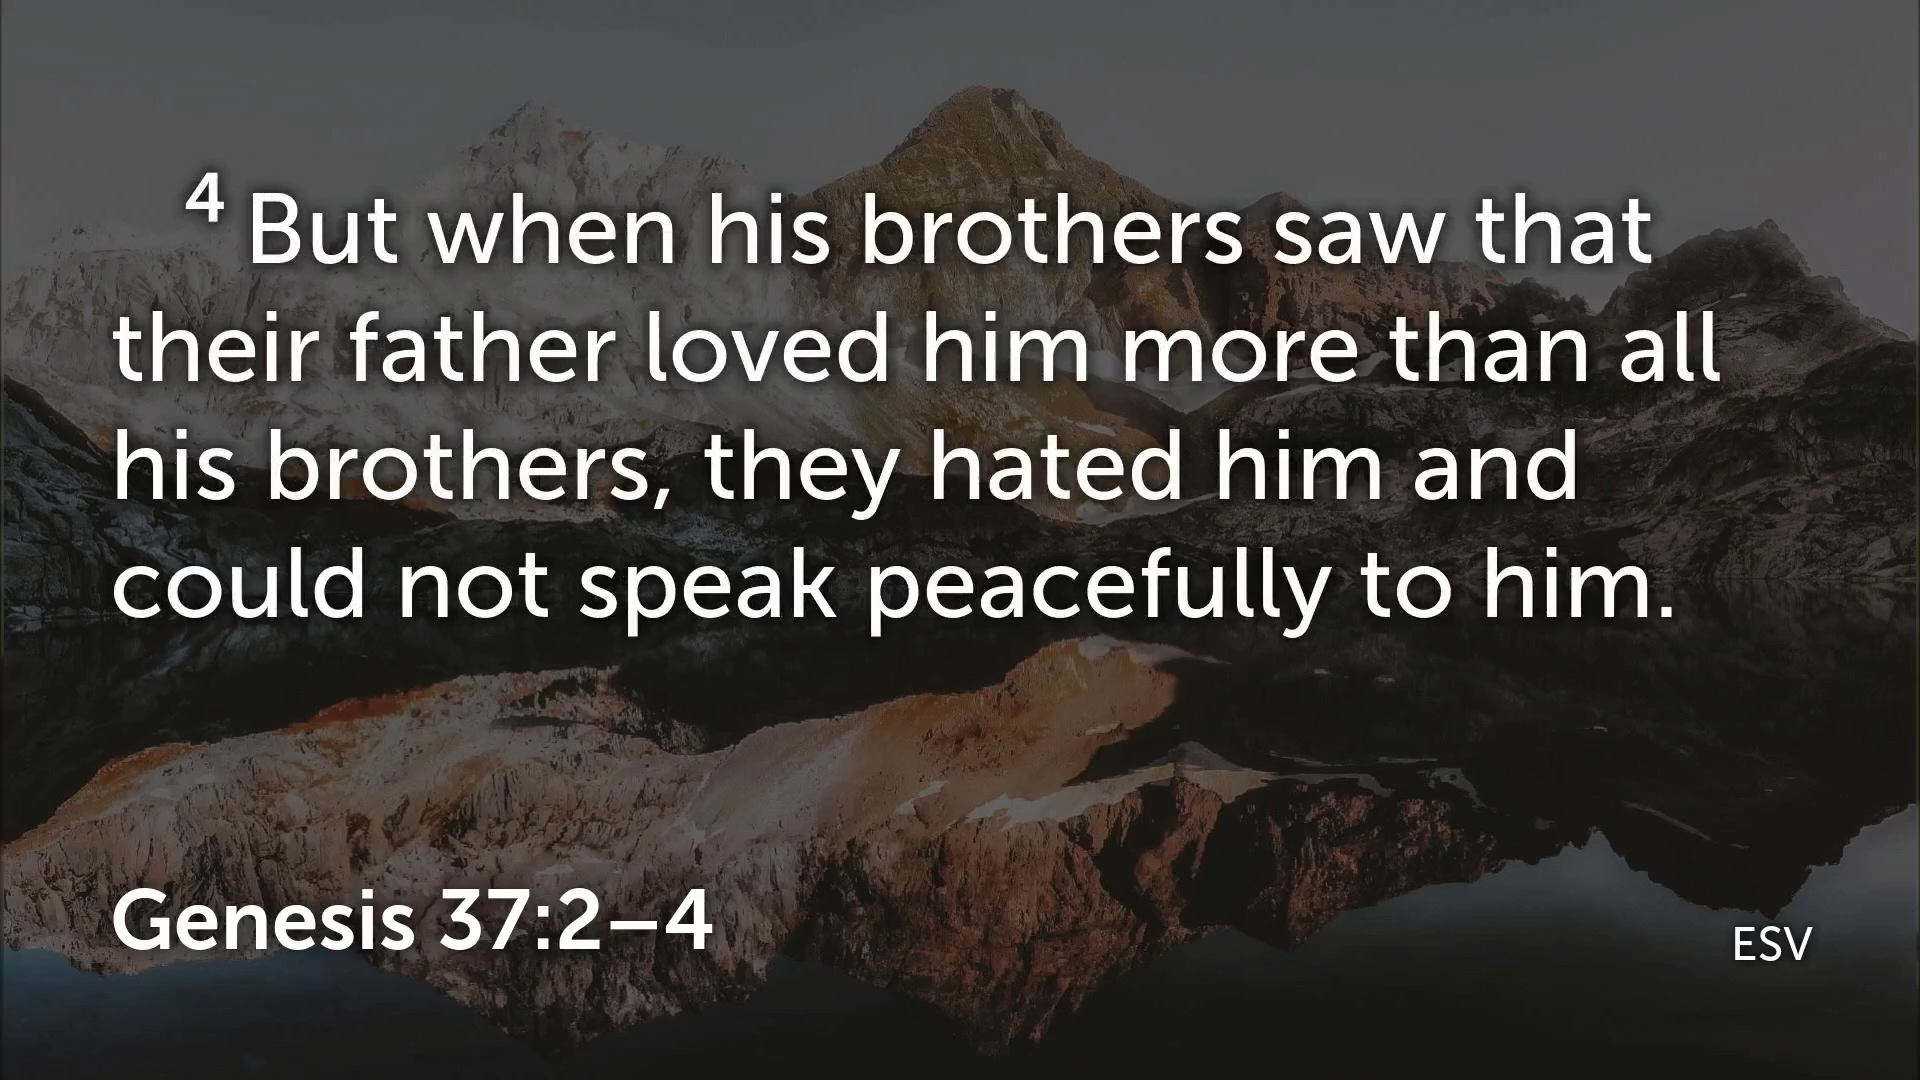 4 But when his brothers saw that
their father loved him more than all
his brothers, they hated him and
could not speak peacefully to him.
Genesis 37:2–4
ESV